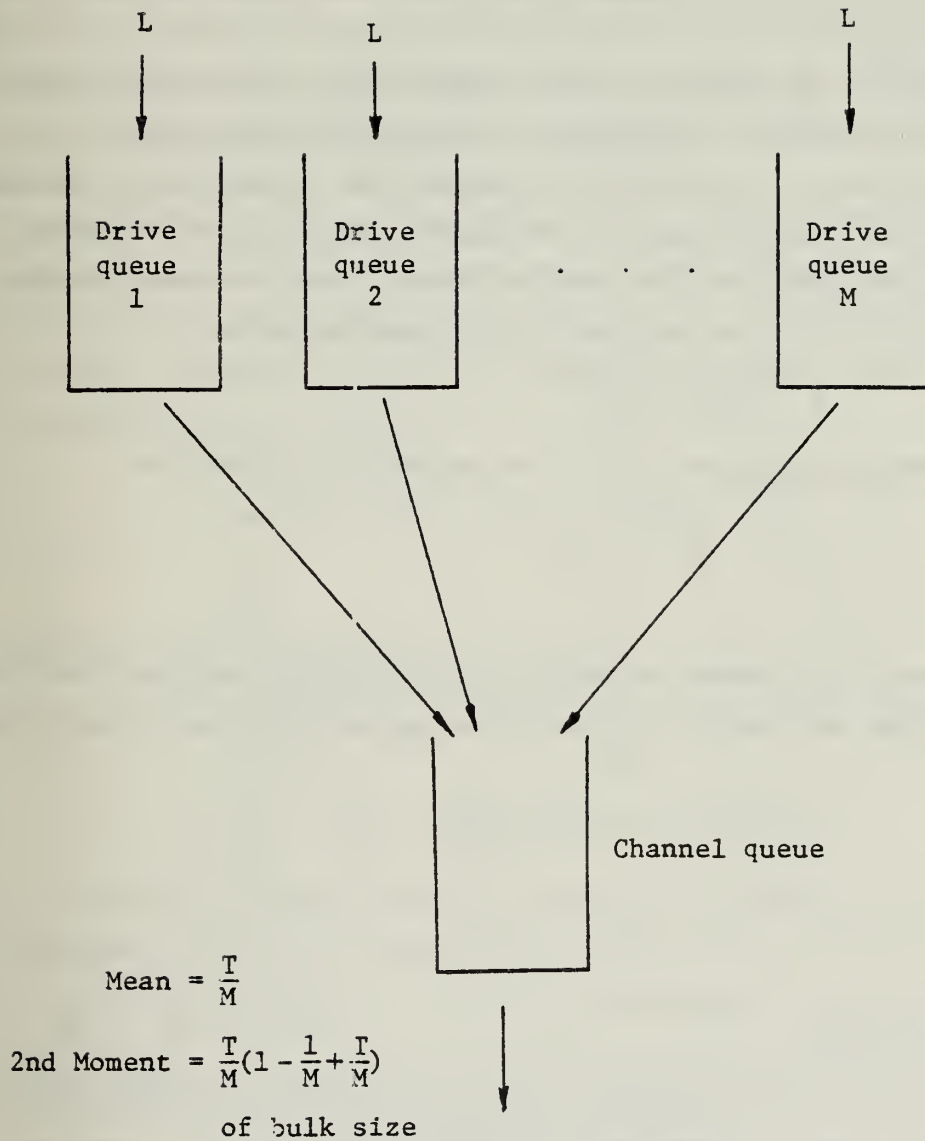 L L L
Drive Drive Drive
queue queue . . . queue
1 2 M
Channel queue
Mean = T/M
2nd Moment = T/M(1 - 1/M + T/M)
of bulk size